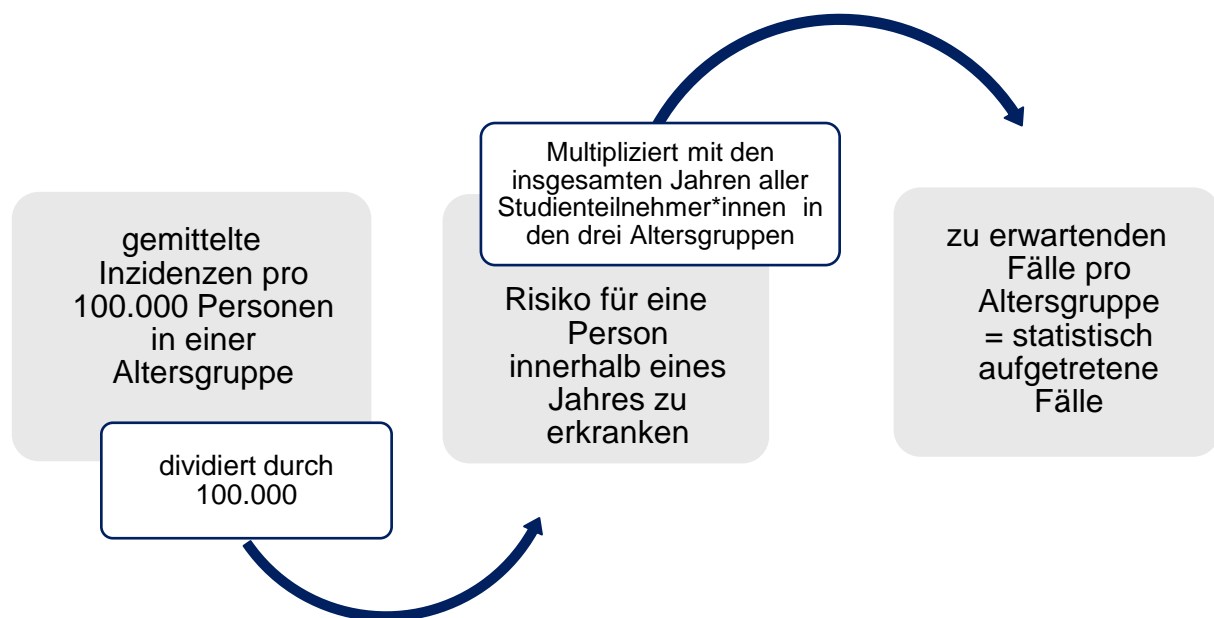 gemittelte
Inzidenzen pro
100.000 Personen
in einer
Altersgruppe
dividiert durch
100.000
Risiko für eine
Person
innerhalb eines
Jahres zu
erkranken
Multipliziert mit den
insgesamten Jahren aller
Studienteilnehmer*innen in
den drei Altersgruppen
zu erwartenden
Fälle pro
Altersgruppe
= statistisch
aufgetretene
Fälle